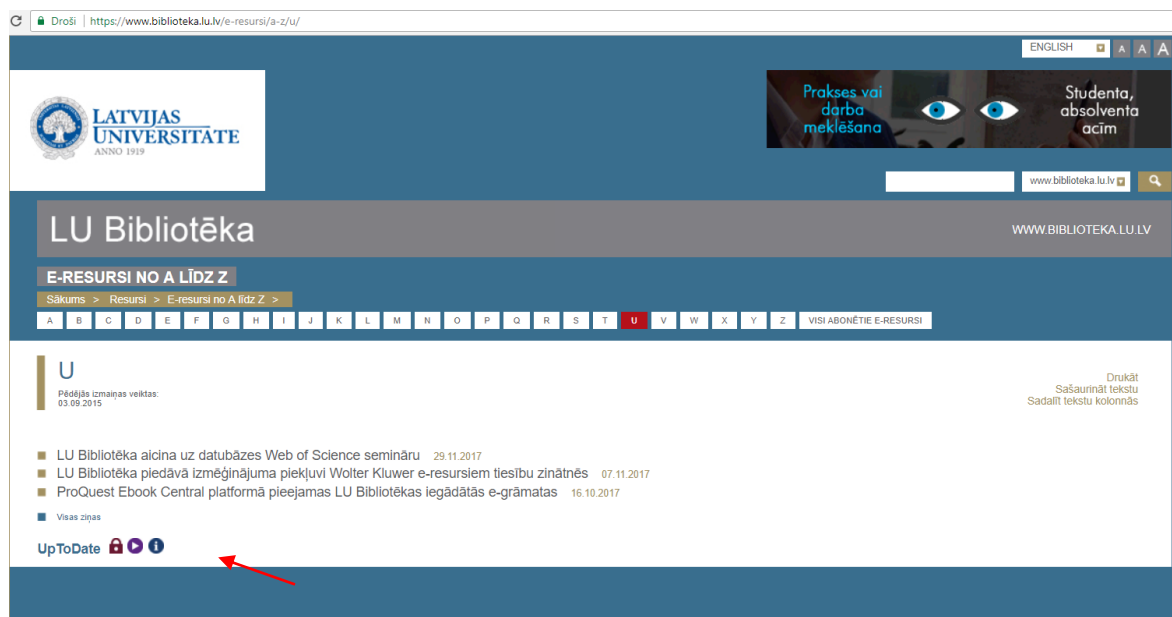 Droši | https://www.biblioteka.lu.lv/e-resursi/a-z/u/
ENGLISH A A A
LATVIJAS
UNIVERSITĀTE
ANNO 1919
Prakses vai
darba
meklēšana
Studenta,
absolventa
acīm
www.biblioteka.lu.lv
LU Bibliotēka
WWW.BIBLIOTEKA.LU.LV
E-RESURSI NO A LĪDZ Z
Sākums > Resursi > E-resursi no A līdz Z >
A B C D E F G H I J K L M N O P Q R S T U V W X Y Z VISI ABONĒTIE E-RESURSI
U
Pēdējās izmaiņas veiktas:
03.09.2015
Drukāt
Sašaurināt tekstu
Sadalīt tekstu kolonnās
LU Bibliotēka aicina uz datubāzes Web of Science semināru 29.11.2017
LU Bibliotēka piedāvā izmēģinājuma piekļuvi Wolter Kluwer e-resursiem tiesību zinātnēs 07.11.2017
ProQuest Ebook Central platformā pieejamas LU Bibliotēkas iegādātās e-grāmatas 16.10.2017
Visas ziņas
UpToDate